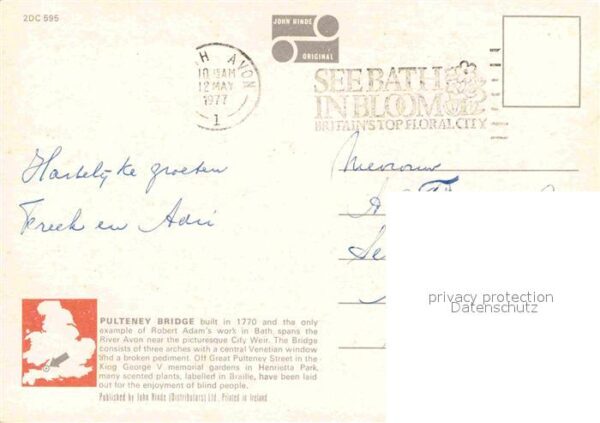 2DC 595
JOHN HINDE
ORIGINAL
H AVON
10 15AM
12 MAY
1977
1
SEE BATH
IN BLOOM
BRITAIN'S TOP FLORAL CITY
Hartelijke groeten
Freek en Adri
Mevrouw
PULTENEY BRIDGE built in 1770 and the only
example of Robert Adam's work in Bath, spans the
River Avon near the picturesque City Weir. The Bridge
consists of three arches with a central Venetian window
and a broken pediment. Off Great Pulteney Street in the
King George V memorial gardens in Henrietta Park,
many scented plants, labelled in Braille, have been laid
out for the enjoyment of blind people.
Published by John Hinde (Distributors) Ltd. Printed in Ireland
privacy protection
Datenschutz